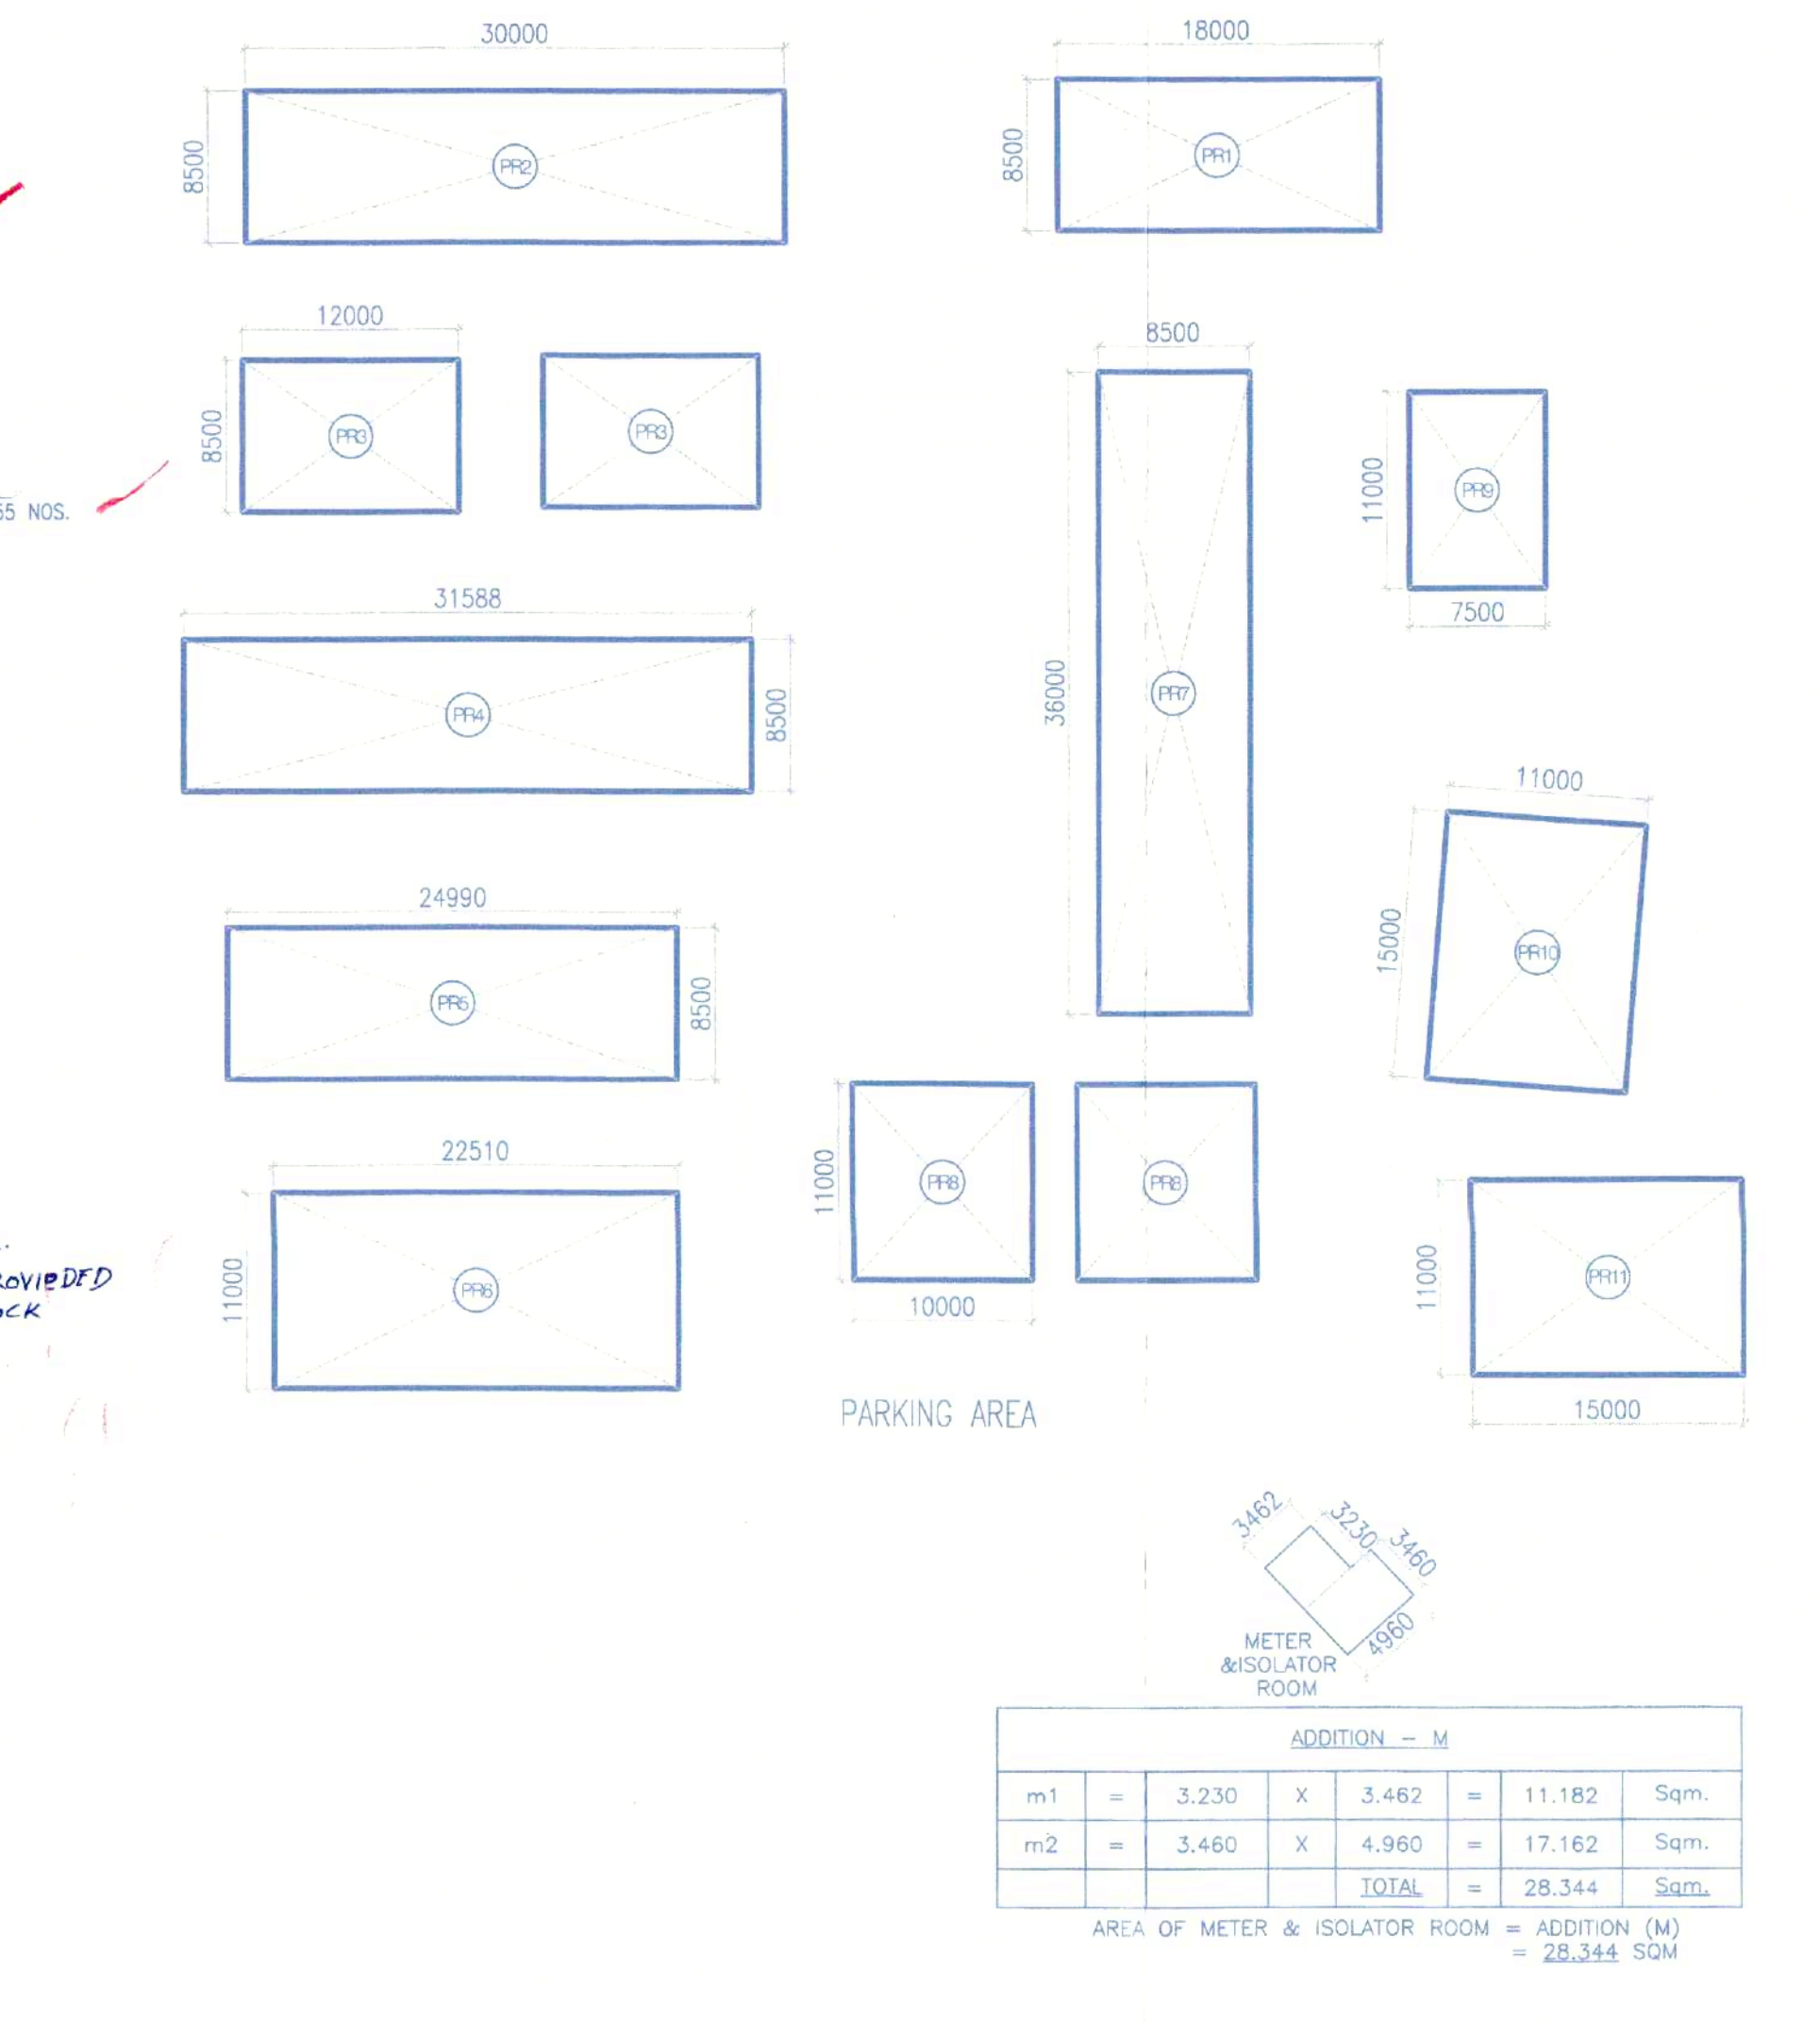 30000
8500
PR2
18000
8500
PR1
12000
8500
PR3
PR3
8500
36000
PR7
11000
PR9
7500
55 NOS.
31588
PR4
8500
11000
15000
PR10
24990
PR5
8500
22510
11000
PR6
11000
PR8
10000
PR8
11000
PR11
15000
PARKING AREA
3462
3230
3460
4960
METER
&ISOLATOR
ROOM
ADDITION – M
m1 = 3.230 X 3.462 = 11.182 Sqm.
m2 = 3.460 X 4.960 = 17.162 Sqm.
TOTAL = 28.344 Sqm.
AREA OF METER & ISOLATOR ROOM = ADDITION (M)
= 28.344 SQM